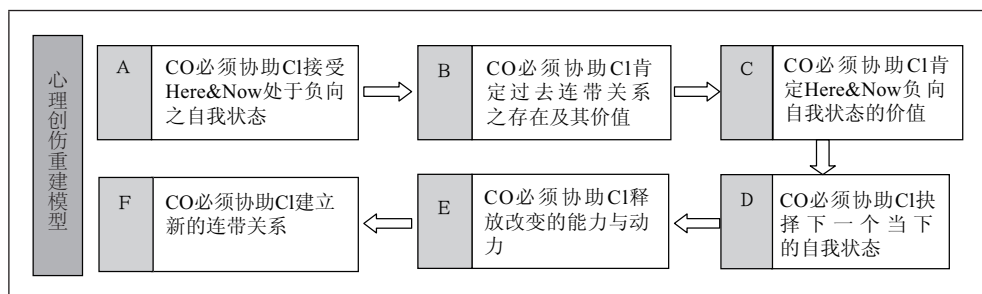 心理创伤重建模型
A
CO必须协助Cl接受
Here&Now处于负向
之自我状态
B
CO必须协助Cl肯
定过去连带关系
之存在及其价值
C
CO必须协助Cl肯
定Here&Now负向
自我状态的价值
D
CO必须协助Cl抉
择下一个当下
的自我状态
E
CO必须协助Cl释
放改变的能力与动
力
F
CO必须协助Cl建立
新的连带关系